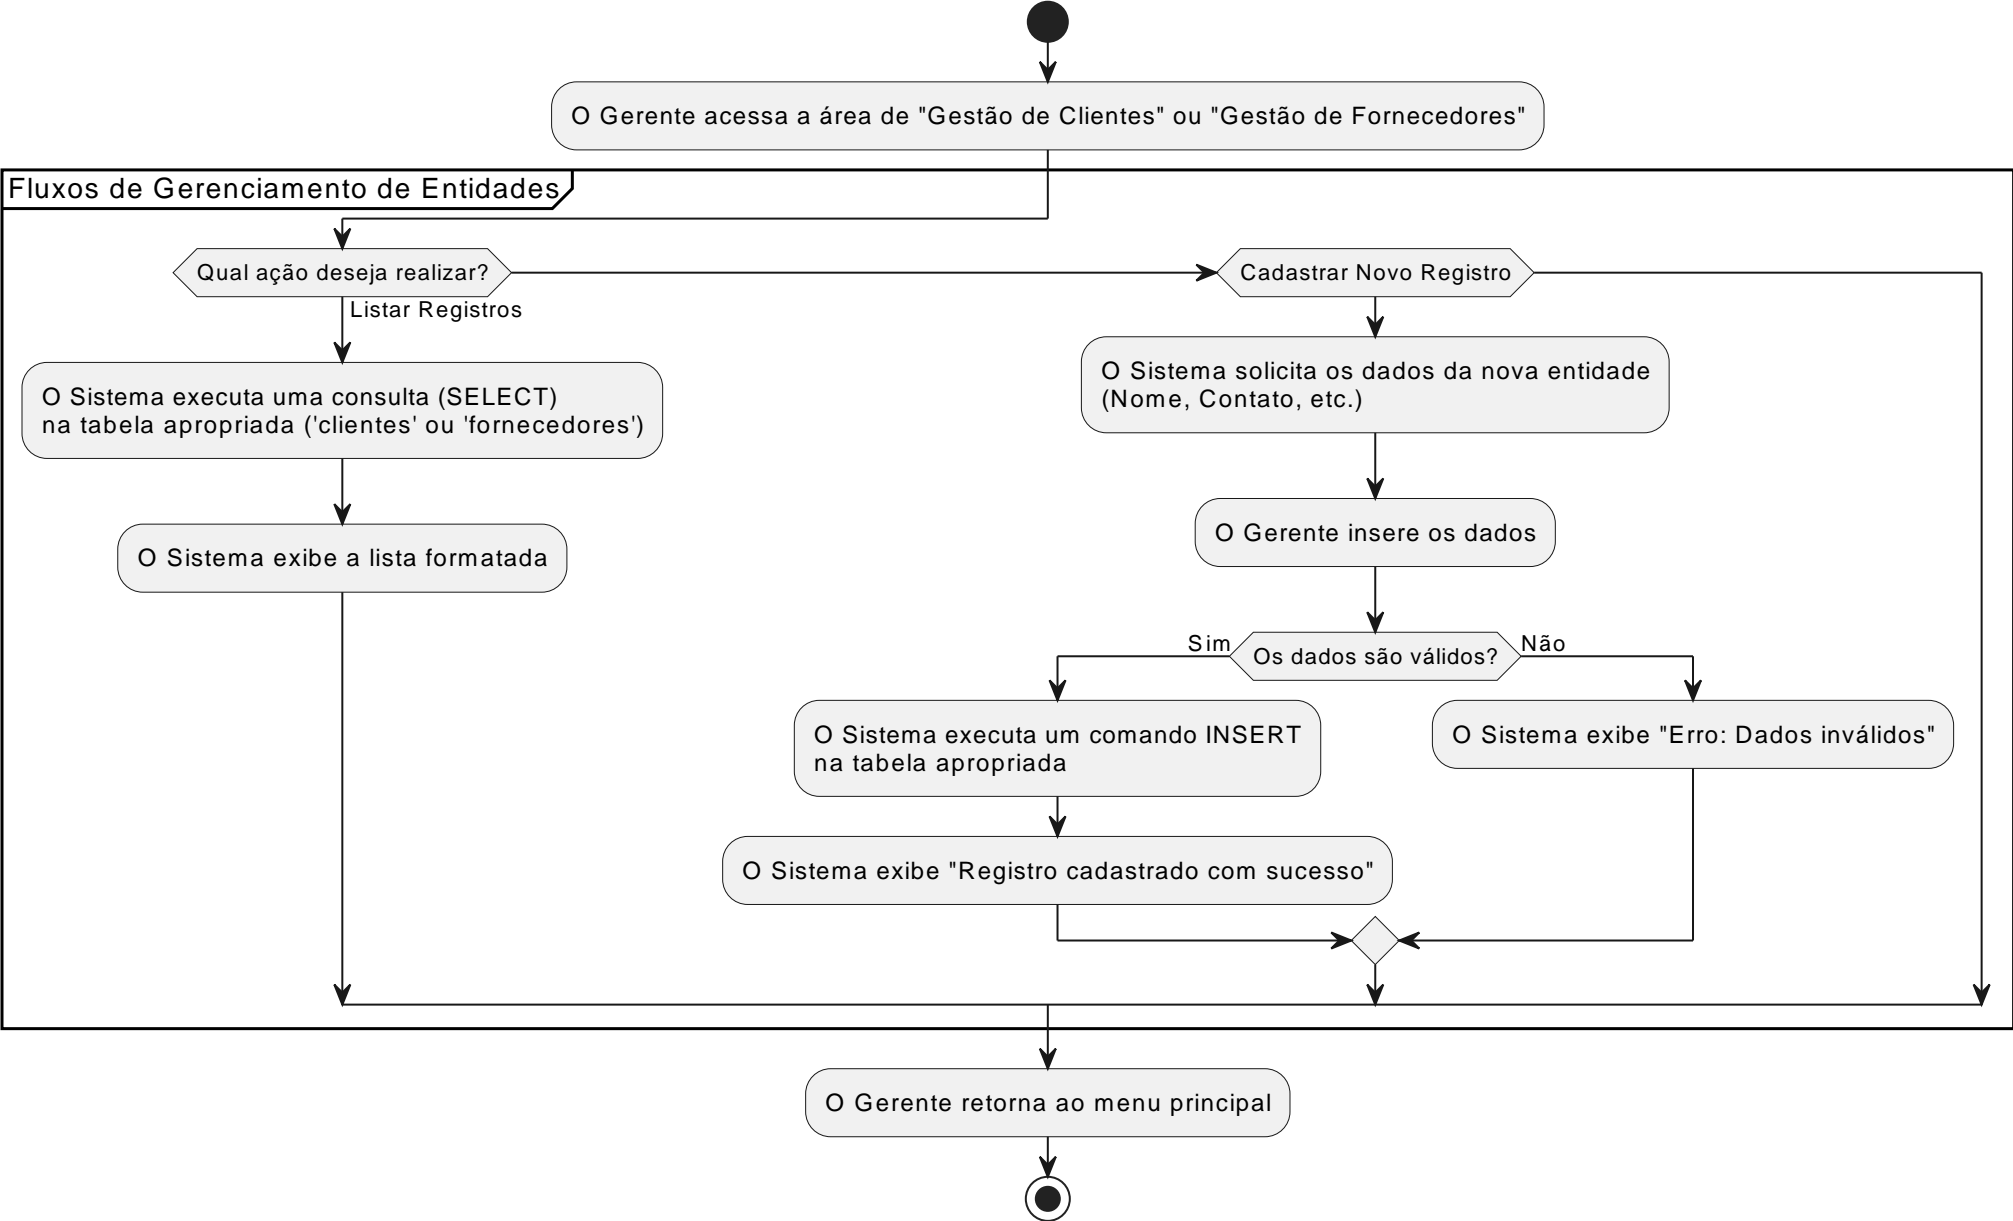 O Gerente acessa a área de "Gestão de Clientes" ou "Gestão de Fornecedores"
Fluxos de Gerenciamento de Entidades
Qual ação deseja realizar?
Listar Registros
O Sistema executa uma consulta (SELECT)
na tabela apropriada ('clientes' ou 'fornecedores')
O Sistema exibe a lista formatada
Cadastrar Novo Registro
O Sistema solicita os dados da nova entidade
(Nome, Contato, etc.)
O Gerente insere os dados
Os dados são válidos?
Sim
O Sistema executa um comando INSERT
na tabela apropriada
O Sistema exibe "Registro cadastrado com sucesso"
Não
O Sistema exibe "Erro: Dados inválidos"
O Gerente retorna ao menu principal